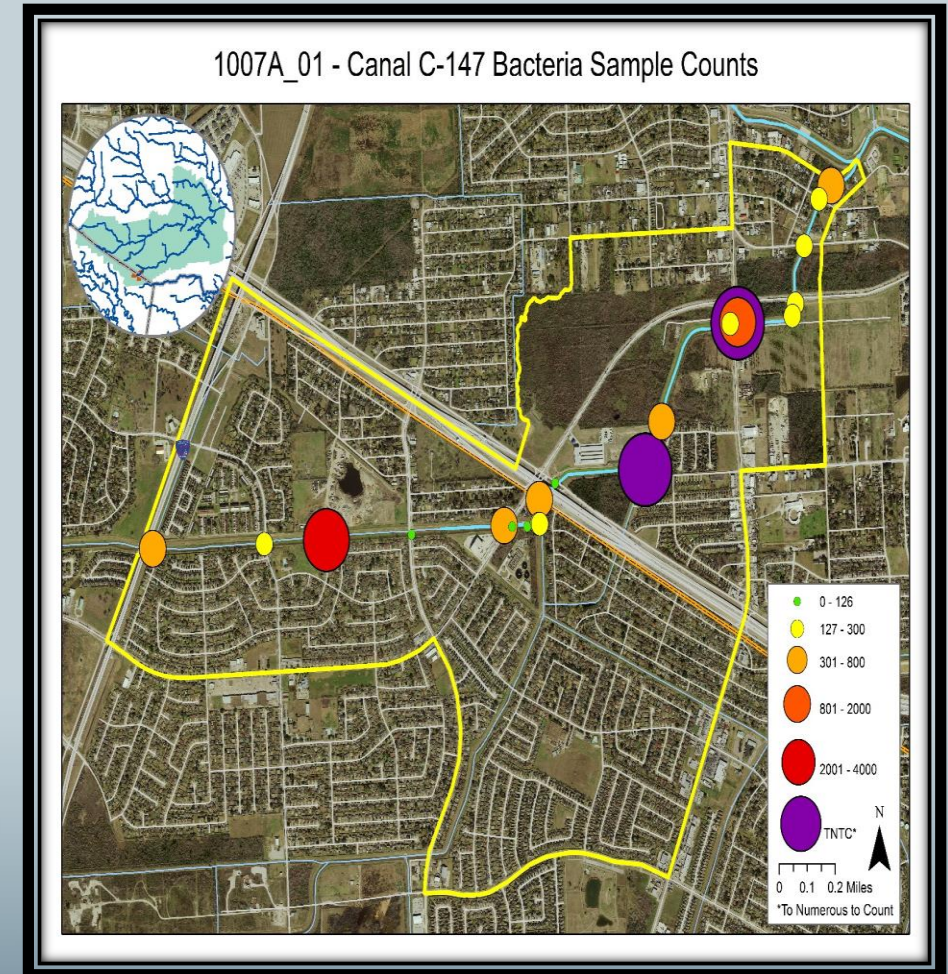 1007A_01 - Canal C-147 Bacteria Sample Counts
0 - 126
127 - 300
301 - 800
801 - 2000
2001 - 4000
TNTC*
N
0 0.1 0.2 Miles
*To Numerous to Count